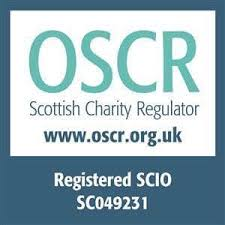 OSCR
Scottish Charity Regulator
www.oscr.org.uk
Registered SCIO
SC049231